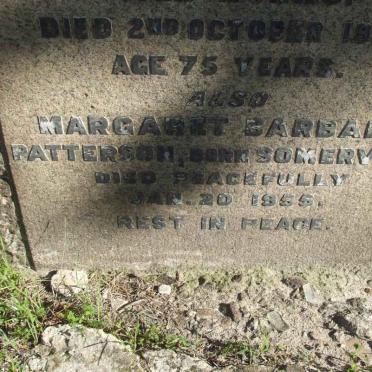 DIED 2ND OCTOBER 19
AGE 75 YEARS.
ALSO
MARGARET BARBA
PATTERSON, BORN SOMERV
DIED PEACEFULLY
JAN. 20 1955.
REST IN PEACE.